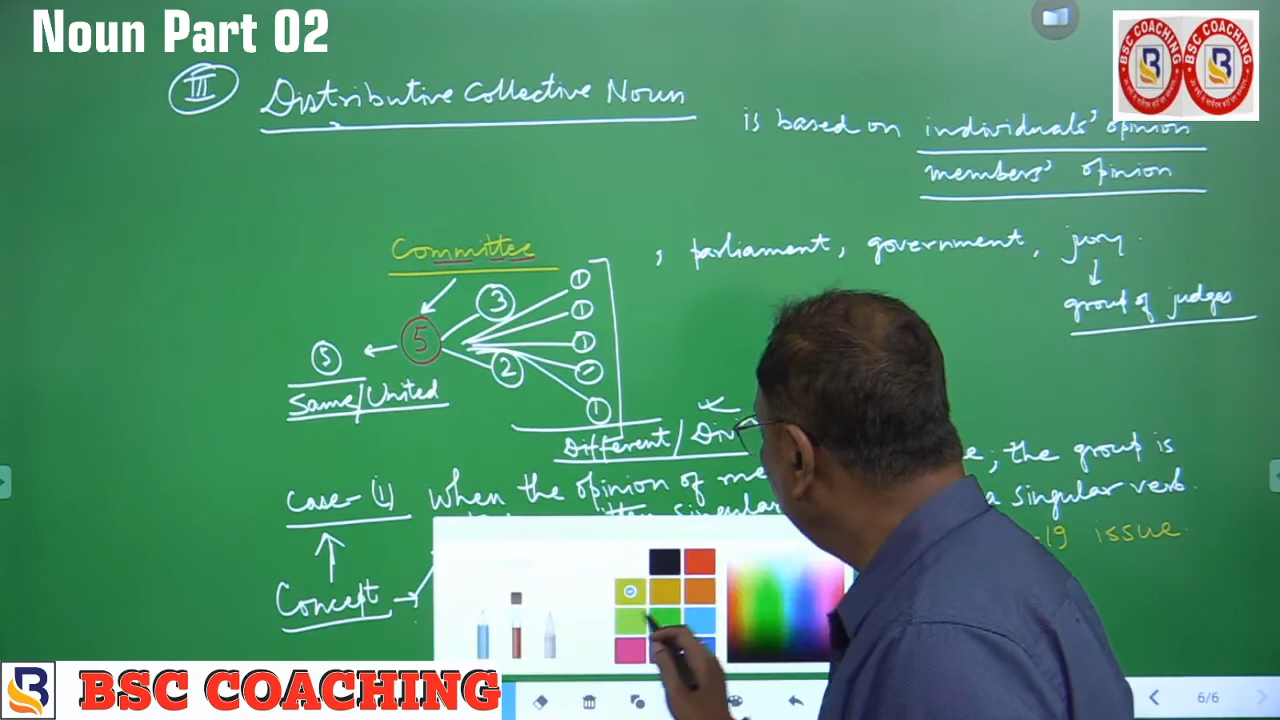 Noun Part 02
BSC COACHING BSC COACHING
III Distributive Collective Noun
is based on individuals' opinion
members' opinion
Committee , parliament, government, jury.
group of judges
5 3 2
1
1
1
1
5
Same/United
Different/
Case-(1) When the opinion of ; the group is
singular a singular verb.
-19 issue.
Concept
BSC COACHING
6/6